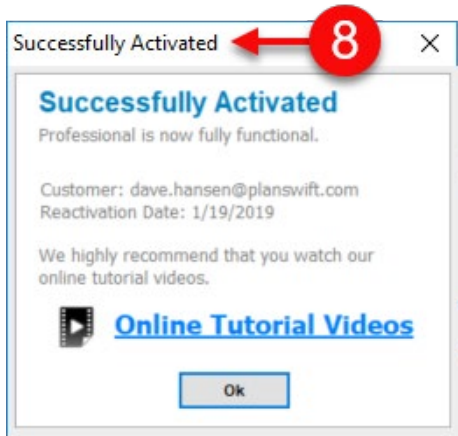 Successfully Activated
8
Successfully Activated
Professional is now fully functional.
Customer: dave.hansen@planswift.com
Reactivation Date: 1/19/2019
We highly recommend that you watch our
online tutorial videos.
Online Tutorial Videos
Ok